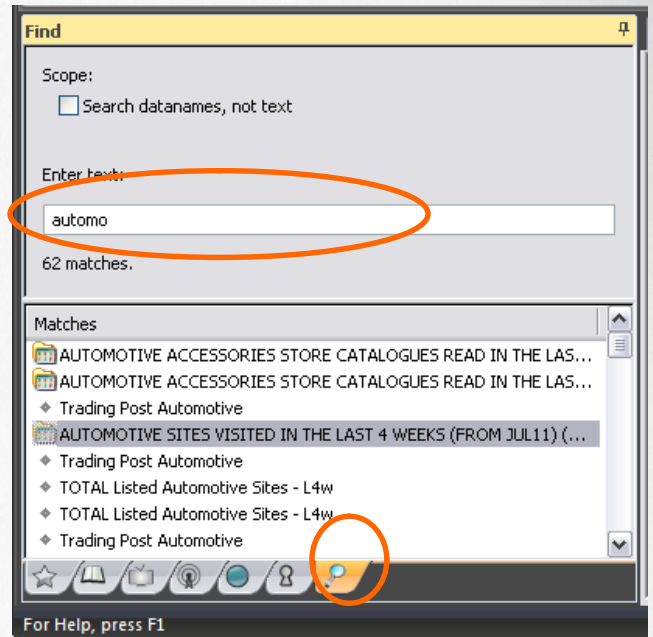 Find
Scope:
Search datanames, not text
Enter text:
automo
62 matches.
Matches
AUTOMOTIVE ACCESSORIES STORE CATALOGUES READ IN THE LAS...
AUTOMOTIVE ACCESSORIES STORE CATALOGUES READ IN THE LAS...
Trading Post Automotive
AUTOMOTIVE SITES VISITED IN THE LAST 4 WEEKS (FROM JUL11) (...
Trading Post Automotive
TOTAL Listed Automotive Sites - L4w
TOTAL Listed Automotive Sites - L4w
Trading Post Automotive
For Help, press F1